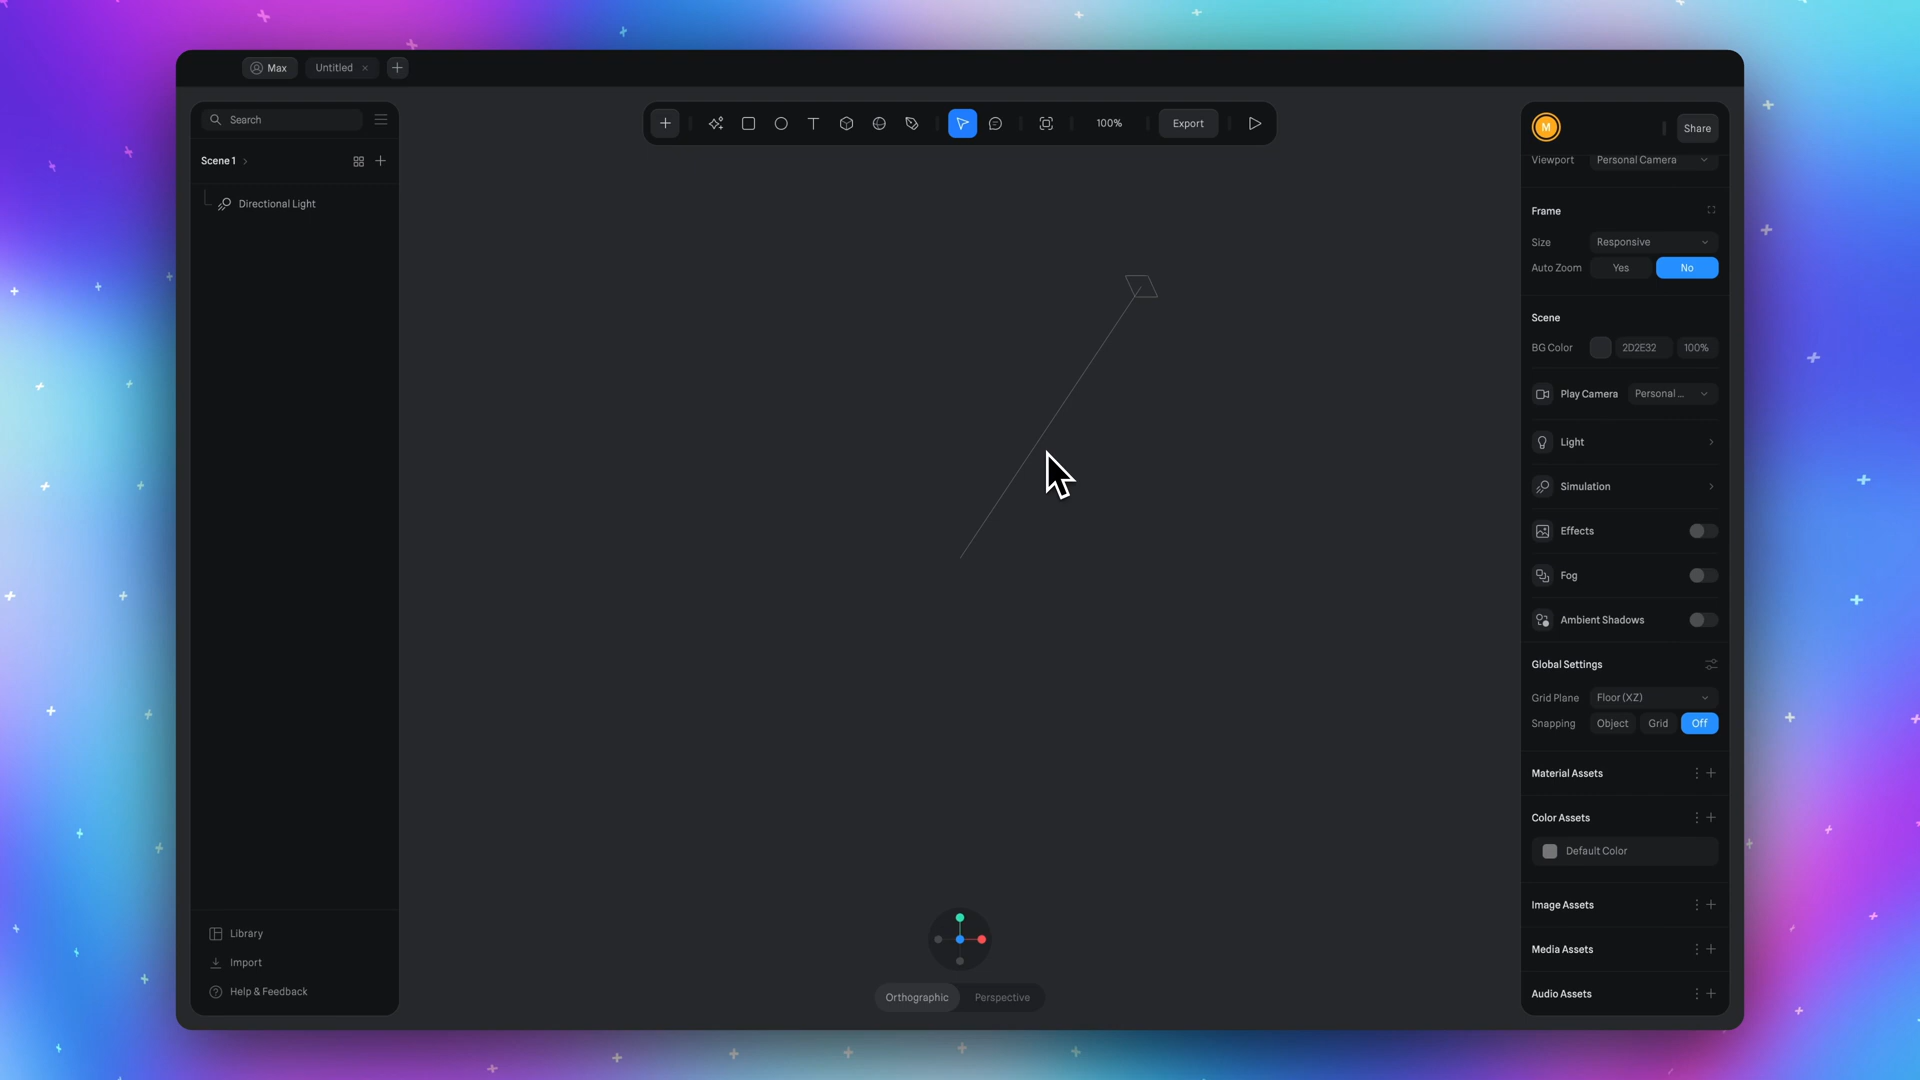 Max
Untitled
Search
100%
Export
M
Share
Scene 1
Viewport
Personal Camera
Directional Light
Frame
Size
Responsive
Auto Zoom
Yes
No
Scene
BG Color
2D2E32
100%
Play Camera
Personal ...
Light
Simulation
Effects
Fog
Ambient Shadows
Global Settings
Grid Plane
Floor (XZ)
Snapping
Object
Grid
Off
Material Assets
Color Assets
Default Color
Image Assets
Media Assets
Audio Assets
Library
Import
Help & Feedback
Orthographic
Perspective